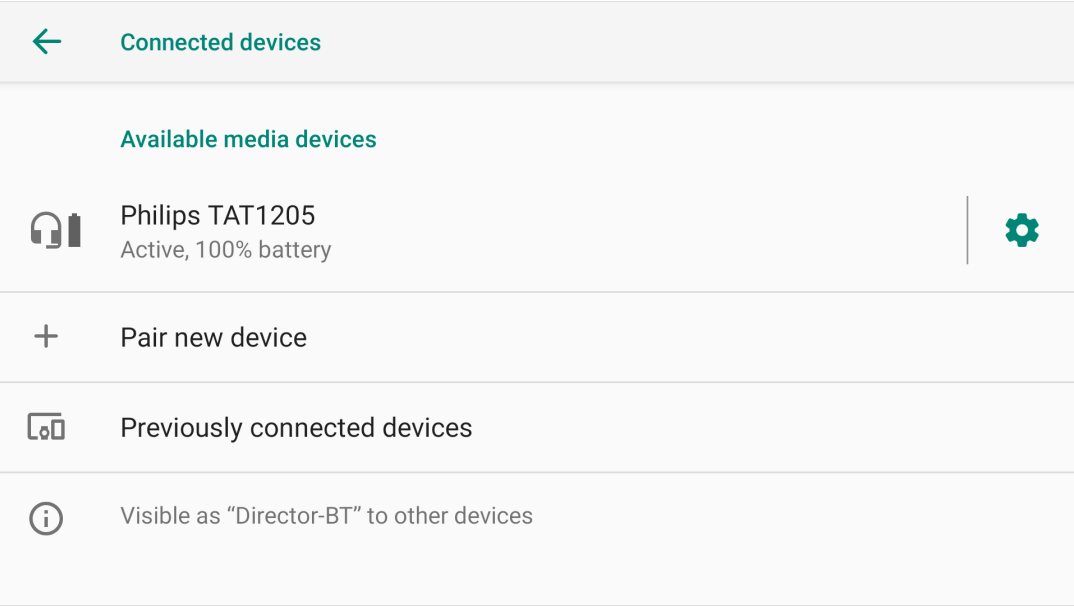 Connected devices
Available media devices
Philips TAT1205
Active, 100% battery
Pair new device
Previously connected devices
Visible as “Director-BT” to other devices